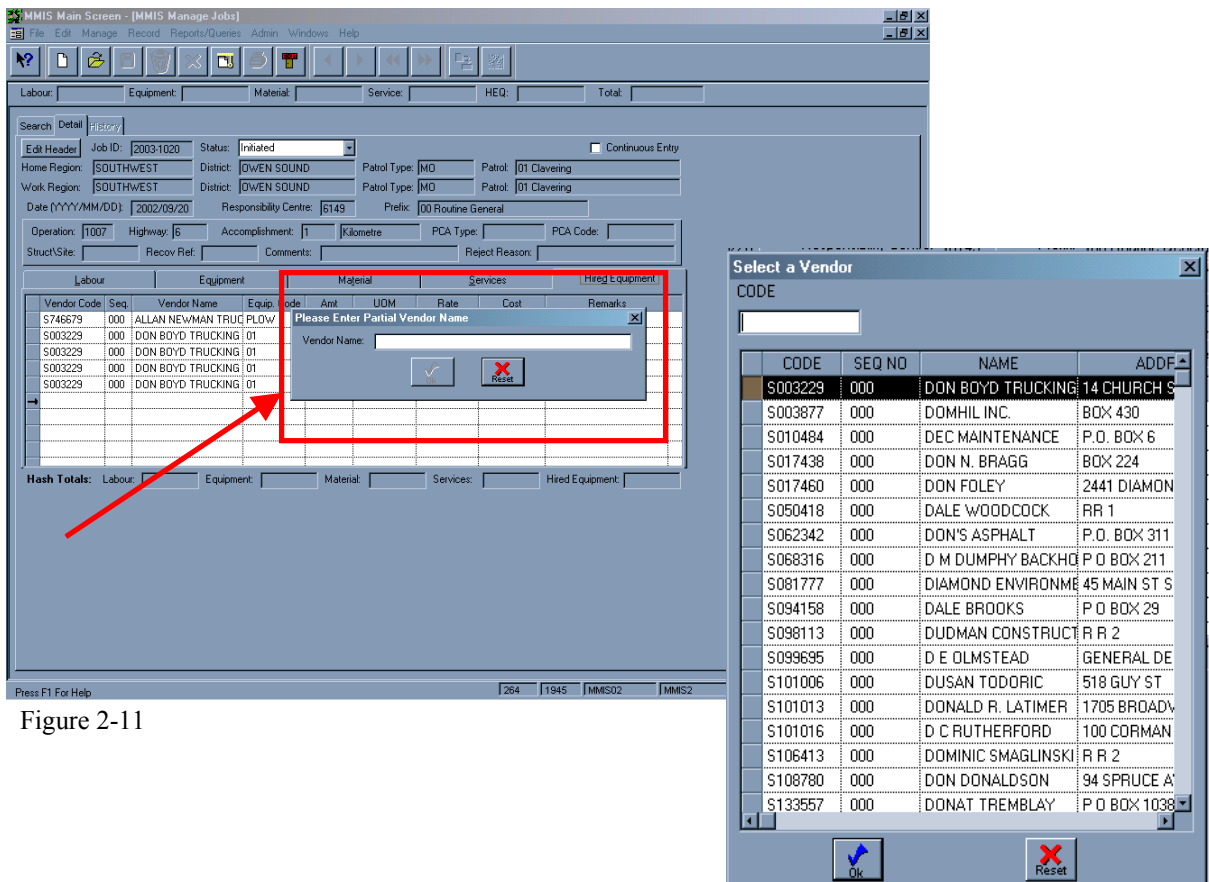 MMIS Main Screen - [MMIS Manage Jobs]
File Edit Manage Record Reports/Queries Admin Windows Help
Labour: Equipment: Material: Service: HEQ: Total:
Search Detail History
Edit Header Job ID: 2003-1020 Status: Initiated Continuous Entry
Home Region: SOUTHWEST District: OWEN SOUND Patrol Type: MO Patrol: 01 Clavering
Work Region: SOUTHWEST District: OWEN SOUND Patrol Type: MO Patrol: 01 Clavering
Date (YYYY/MM/DD): 2002/09/20 Responsibility Centre: 6149 Prefix: 00 Routine General
Operation: 1007 Highway: 6 Accomplishment: 1 Kilometre PCA Type: PCA Code:
Struct\Site: Recov Ref: Comments: Reject Reason:
Labour Equipment Material Services Hired Equipment
Vendor Code Seq. Vendor Name Equip. Code Amt UOM Rate Cost Remarks
S746679 000 ALLAN NEWMAN TRUC PLOW
S003229 000 DON BOYD TRUCKING 01
S003229 000 DON BOYD TRUCKING 01
S003229 000 DON BOYD TRUCKING 01
S003229 000 DON BOYD TRUCKING 01
Please Enter Partial Vendor Name
Vendor Name:
Ok Reset
Hash Totals: Labour: Equipment: Material: Services: Hired Equipment:
Press F1 For Help 264 1945 MMIS02 MMIS2
Figure 2-11
Select a Vendor
CODE
CODE SEQ NO NAME ADDF
S003229 000 DON BOYD TRUCKING 14 CHURCH S
S003877 000 DOMHIL INC. BOX 430
S010484 000 DEC MAINTENANCE P.O. BOX 6
S017438 000 DON N. BRAGG BOX 224
S017460 000 DON FOLEY 2441 DIAMON
S050418 000 DALE WOODCOCK RR 1
S062342 000 DON'S ASPHALT P.O. BOX 311
S068316 000 D M DUMPHY BACKHO P O BOX 211
S081777 000 DIAMOND ENVIRONME 45 MAIN ST S
S094158 000 DALE BROOKS P O BOX 29
S098113 000 DUDMAN CONSTRUCT R R 2
S099695 000 D E OLMSTEAD GENERAL DE
S101006 000 DUSAN TODORIC 518 GUY ST
S101013 000 DONALD R. LATIMER 1705 BROADV
S101016 000 D C RUTHERFORD 100 CORMAN
S106413 000 DOMINIC SMAGLINSKI R R 2
S108780 000 DON DONALDSON 94 SPRUCE A
S133557 000 DONAT TREMBLAY P O BOX 1038
Ok Reset